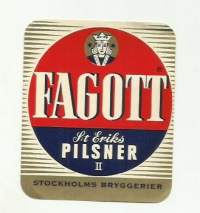 FAGOTT
St Eriks
PILSNER
II
STOCKHOLMS BRYGGERIER